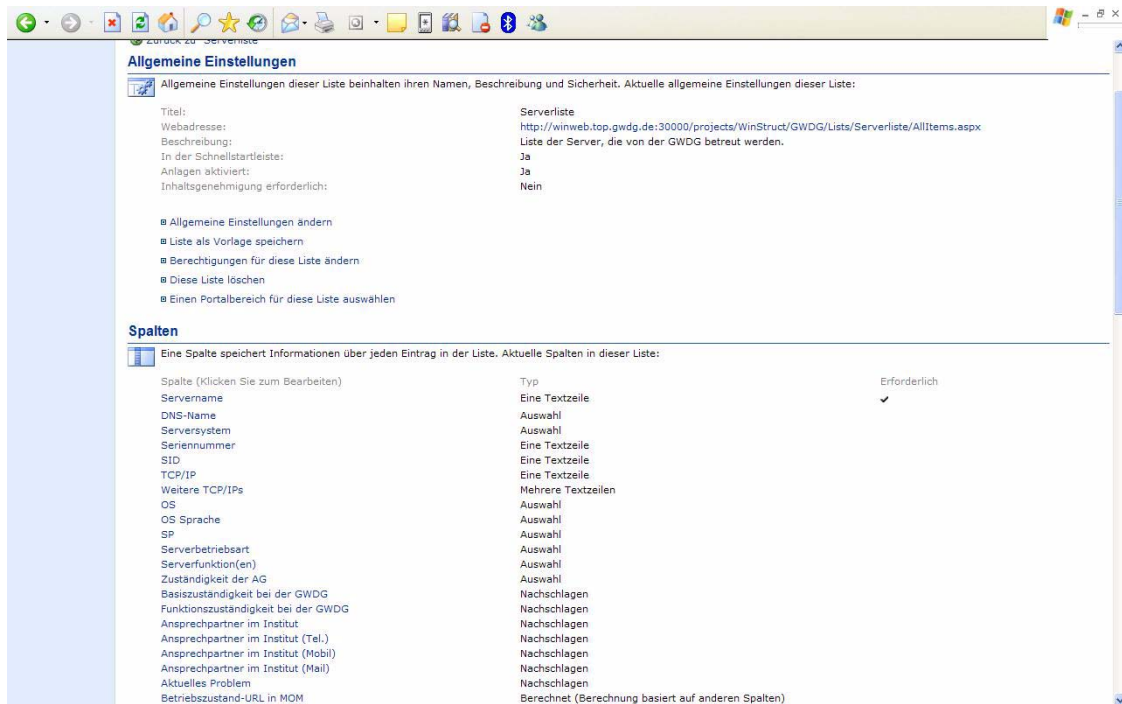 Zurück zu "Serverliste"
Allgemeine Einstellungen
Allgemeine Einstellungen dieser Liste beinhalten ihren Namen, Beschreibung und Sicherheit. Aktuelle allgemeine Einstellungen dieser Liste:
Titel: Serverliste
Webadresse: http://winweb.top.gwdg.de:30000/projects/WinStruct/GWDG/Lists/Serverliste/AllItems.aspx
Beschreibung: Liste der Server, die von der GWDG betreut werden.
In der Schnellstartleiste: Ja
Anlagen aktiviert: Ja
Inhaltsgenehmigung erforderlich: Nein
Allgemeine Einstellungen ändern
Liste als Vorlage speichern
Berechtigungen für diese Liste ändern
Diese Liste löschen
Einen Portalbereich für diese Liste auswählen
Spalten
Eine Spalte speichert Informationen über jeden Eintrag in der Liste. Aktuelle Spalten in dieser Liste:
Spalte (Klicken Sie zum Bearbeiten) Typ Erforderlich
Servername Eine Textzeile ✔
DNS-Name Auswahl
Serversystem Auswahl
Seriennummer Eine Textzeile
SID Eine Textzeile
TCP/IP Eine Textzeile
Weitere TCP/IPs Mehrere Textzeilen
OS Auswahl
OS Sprache Auswahl
SP Auswahl
Serverbetriebsart Auswahl
Serverfunktion(en) Auswahl
Zuständigkeit der AG Auswahl
Basiszuständigkeit bei der GWDG Nachschlagen
Funktionszuständigkeit bei der GWDG Nachschlagen
Ansprechpartner im Institut Nachschlagen
Ansprechpartner im Institut (Tel.) Nachschlagen
Ansprechpartner im Institut (Mobil) Nachschlagen
Ansprechpartner im Institut (Mail) Nachschlagen
Aktuelles Problem Nachschlagen
Betriebszustand-URL in MOM Berechnet (Berechnung basiert auf anderen Spalten)